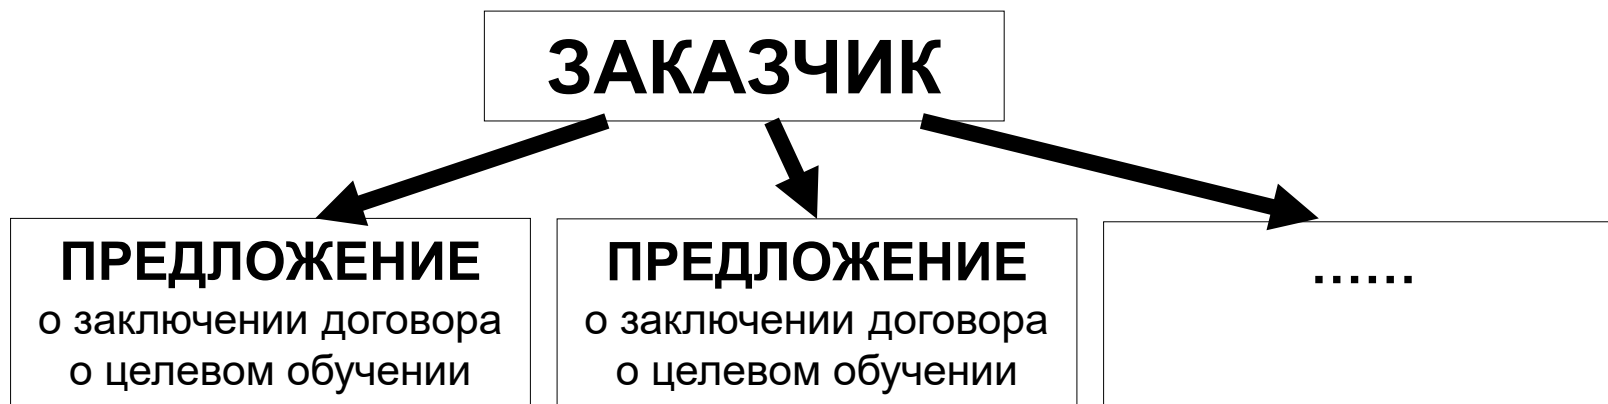 ЗАКАЗЧИК
ПРЕДЛОЖЕНИЕ
о заключении договора
о целевом обучении
ПРЕДЛОЖЕНИЕ
о заключении договора
о целевом обучении
......